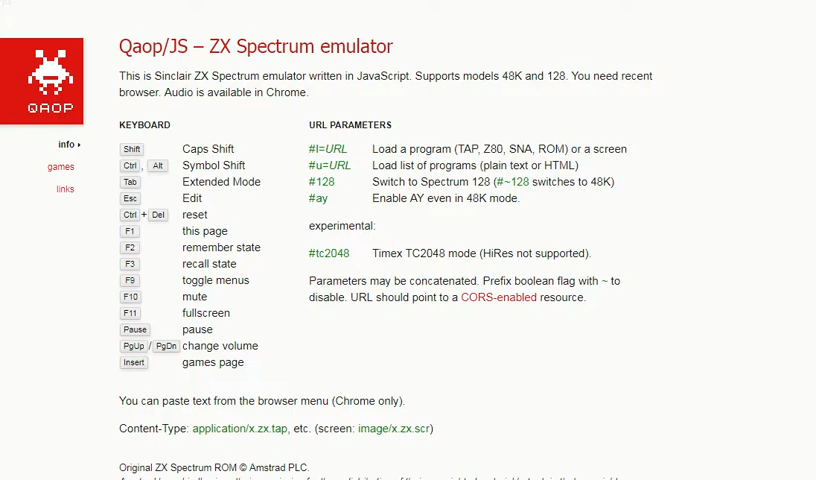 Qaop/JS – ZX Spectrum emulator
This is Sinclair ZX Spectrum emulator written in JavaScript. Supports models 48K and 128. You need recent
browser. Audio is available in Chrome.
QAOP
info
games
links
KEYBOARD
Shift Caps Shift
Ctrl, Alt Symbol Shift
Tab Extended Mode
Esc Edit
Ctrl + Del reset
F1 this page
F2 remember state
F3 recall state
F9 toggle menus
F10 mute
F11 fullscreen
Pause pause
PgUp / PgDn change volume
Insert games page
URL PARAMETERS
#l=URL Load a program (TAP, Z80, SNA, ROM) or a screen
#u=URL Load list of programs (plain text or HTML)
#128 Switch to Spectrum 128 (#~128 switches to 48K)
#ay Enable AY even in 48K mode.
experimental:
#tc2048 Timex TC2048 mode (HiRes not supported).
Parameters may be concatenated. Prefix boolean flag with ~ to
disable. URL should point to a CORS-enabled resource.
You can paste text from the browser menu (Chrome only).
Content-Type: application/x.zx.tap, etc. (screen: image/x.zx.scr)
Original ZX Spectrum ROM © Amstrad PLC.